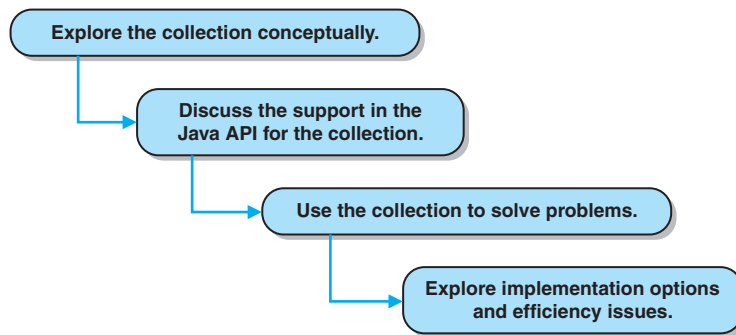 Explore the collection conceptually.
Discuss the support in the
Java API for the collection.
Use the collection to solve problems.
Explore implementation options
and efficiency issues.